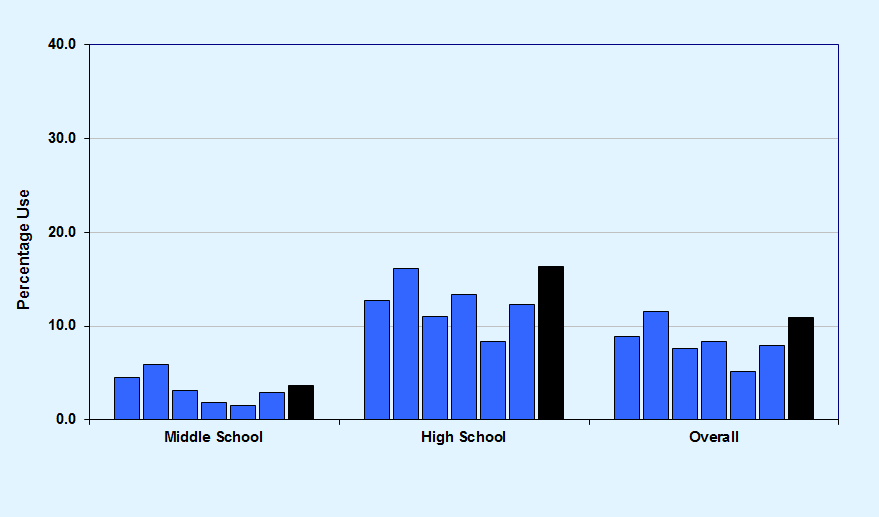 40.0
30.0
20.0
10.0
0.0
Percentage Use
Middle School
High School
Overall